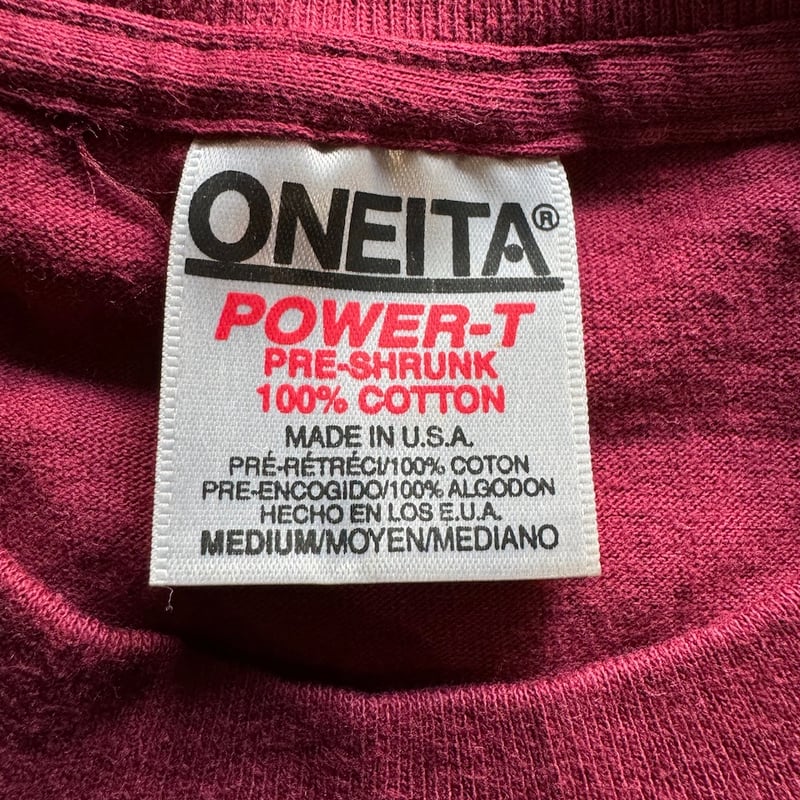 ONEITA®
POWER-T
PRE-SHRUNK
100% COTTON
MADE IN U.S.A.
PRÉ-RÉTRÉCI/100% COTON
PRE-ENCOGIDO/100% ALGODON
HECHO EN LOS E.U.A.
MEDIUM/MOYEN/MEDIANO